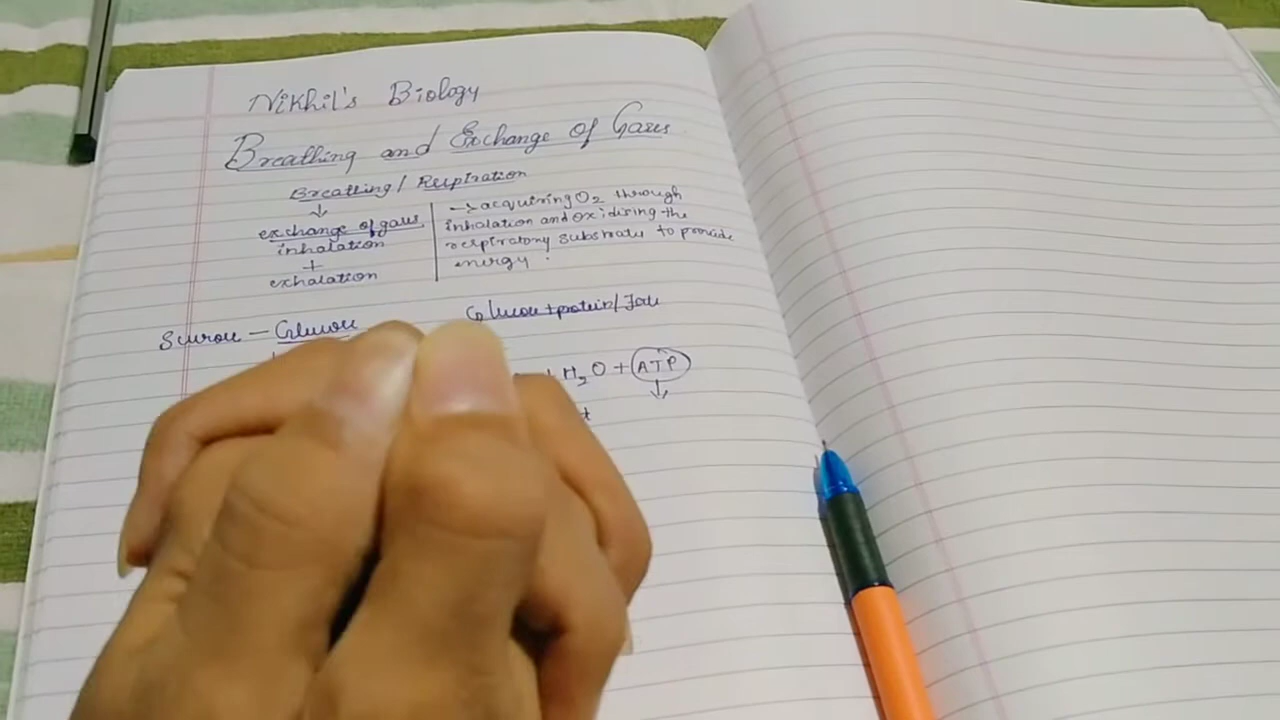 Nikhil's Biology
Breathing and Exchange of Gases
Breathing / Respiration
↓
exchange of gases
inhalation
+
exhalation
→ acquiring O2 through
inhalation and oxidising the
respiratory substrate to provide
energy.
Glucose + protein / Fats
Source — Glucose
+ H2O + ATP
↓